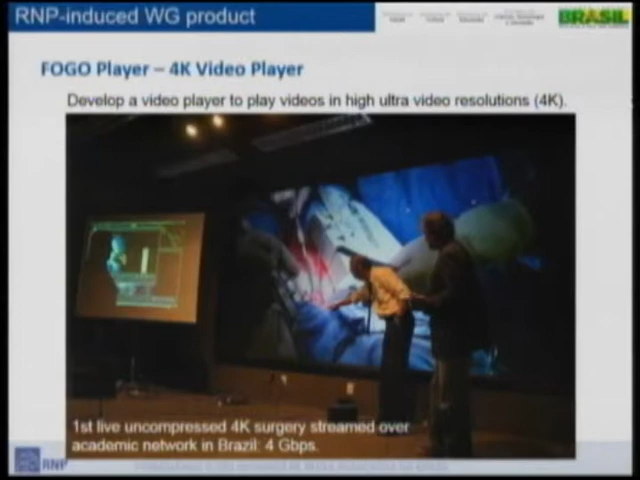 RNP-induced WG product
BRASIL
FOGO Player – 4K Video Player
Develop a video player to play videos in high ultra video resolutions (4K).
1st live uncompressed 4K surgery streamed over
academic network in Brazil: 4 Gbps.
RNP